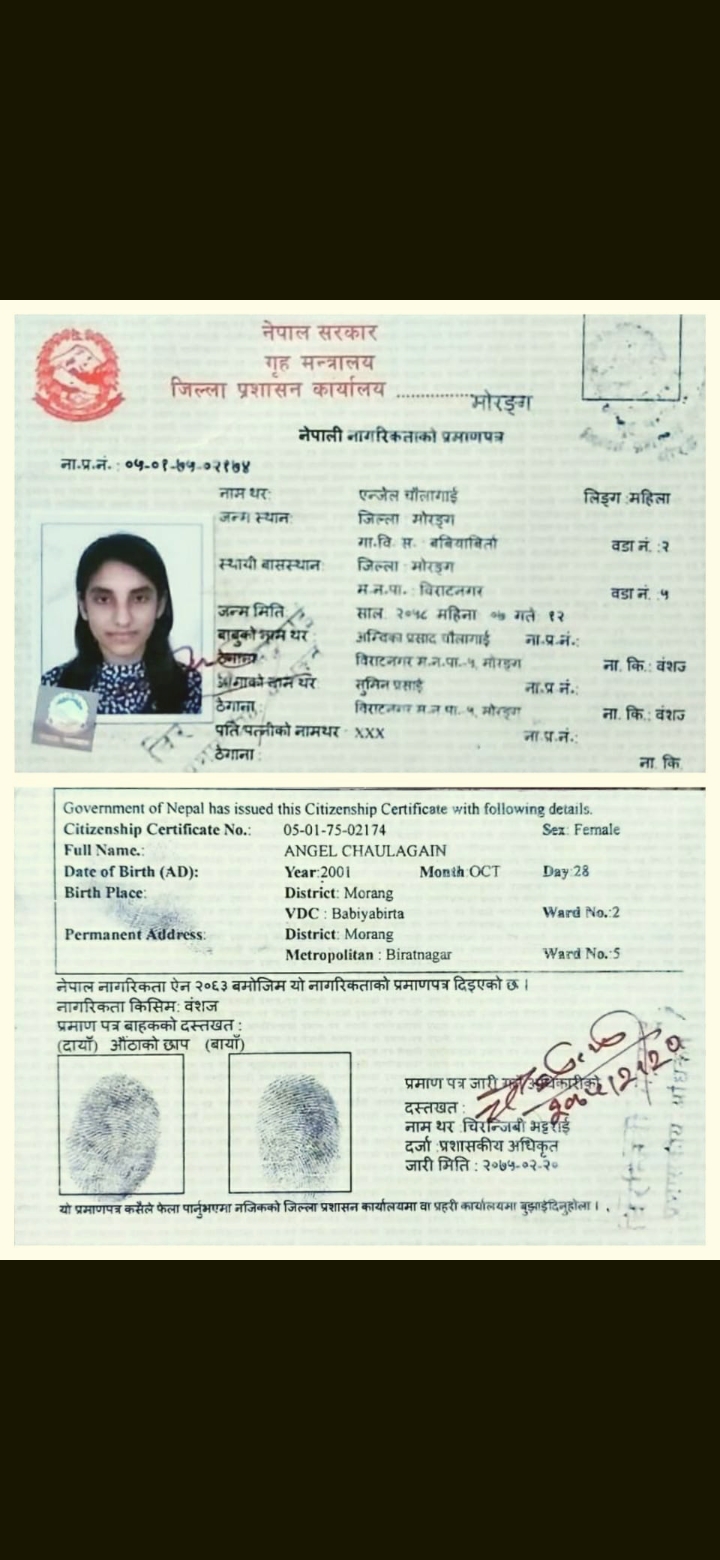 नेपाल सरकार
गृह मन्त्रालय
जिल्ला प्रशासन कार्यालय .................. मोरङ्ग
नेपाली नागरिकताको प्रमाणपत्र
ना.प्र.नं. : ०५-०१-७५-०२१७४
नाम थर: एन्जेल चौलागाई लिङ्ग :महिला
जन्म स्थान: जिल्ला : मोरङ्ग
गा.वि. स. : बबियाबिर्ता वडा नं. :२
स्थायी बासस्थान: जिल्ला : मोरङ्ग
म.न.पा. : विराटनगर वडा नं. :५
जन्म मिति: साल: २०५८ महिना ०७ गते १२
बाबुको नाम थर : अम्विका प्रसाद चौलागाई ना.प्र.नं.:
ठेगाना विराटनगर म.न.पा.-५, मोरङ्ग ना. कि.: वंशज
आमाको नाम थर: सुमिन प्रसाई ना.प्र.नं.:
ठेगाना : विराटनगर म.न.पा.-५, मोरङ्ग ना. कि.: वंशज
पति/पत्नीको नामथर : XXX ना.प्र.नं.:
ठेगाना : ना. कि.
Government of Nepal has issued this Citizenship Certificate with following details.
Citizenship Certificate No.: 05-01-75-02174 Sex: Female
Full Name.: ANGEL CHAULAGAIN
Date of Birth (AD): Year:2001 Month:OCT Day:28
Birth Place: District: Morang
VDC : Babiyabirta Ward No.:2
Permanent Address: District: Morang
Metropolitan : Biratnagar Ward No.:5
नेपाल नागरिकता ऐन २०६३ बमोजिम यो नागरिकताको प्रमाणपत्र दिइएको छ ।
नागरिकता किसिम: वंशज
प्रमाण पत्र बाहकको दस्तखत :
(दायाँ) औंठाको छाप (बायाँ)
प्रमाण पत्र जारी गर्ने अधिकारीको
दस्तखत :
नाम थर :चिरन्जिबी भट्टराई
दर्जा :प्रशासकीय अधिकृत
जारी मिति : २०७५-०२-२०
यो प्रमाणपत्र कसैले फेला पार्नुभएमा नजिकको जिल्ला प्रशासन कार्यालयमा वा प्रहरी कार्यालयमा बुझाईदिनुहोला ।